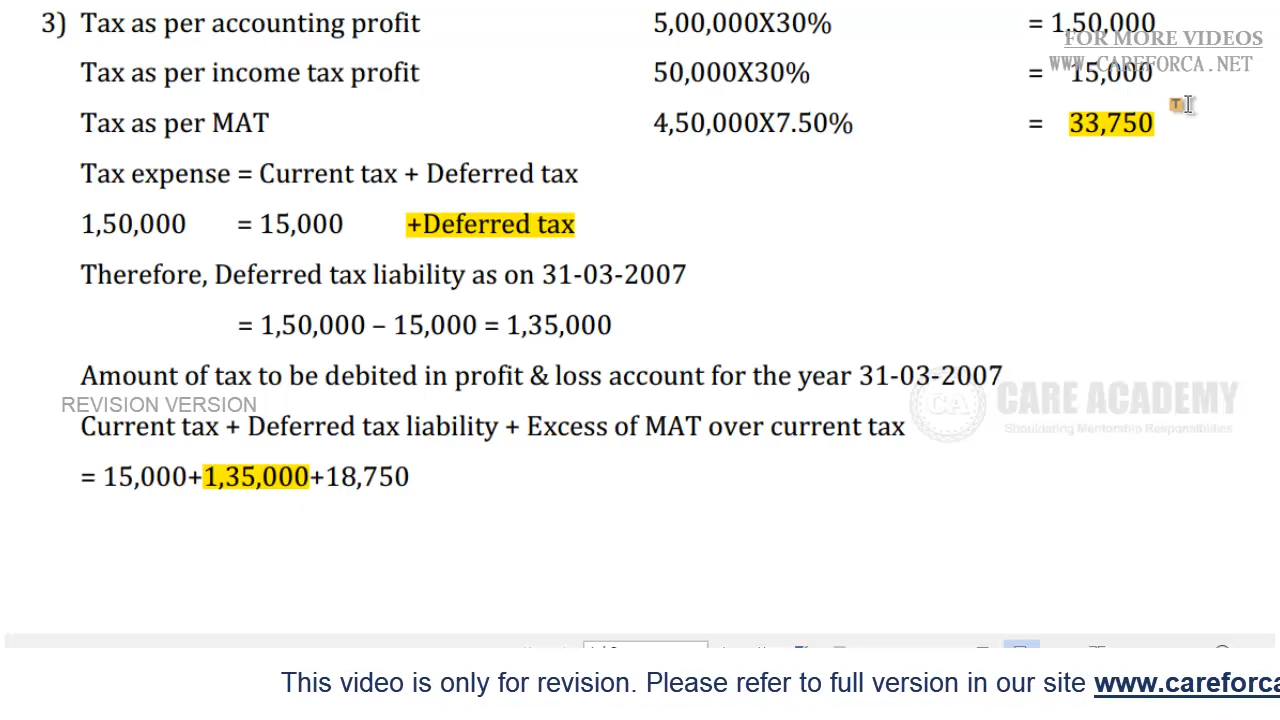 3) Tax as per accounting profit 5,00,000X30% = 1,50,000
FOR MORE VIDEOS
WWW.CAREFORCA.NET
Tax as per income tax profit 50,000X30% = 15,000
Tax as per MAT 4,50,000X7.50% = 33,750
Tax expense = Current tax + Deferred tax
1,50,000 = 15,000 +Deferred tax
Therefore, Deferred tax liability as on 31-03-2007
= 1,50,000 – 15,000 = 1,35,000
Amount of tax to be debited in profit & loss account for the year 31-03-2007
REVISION VERSION
CA CARE ACADEMY
Shouldering Mentorship Responsibilities
Current tax + Deferred tax liability + Excess of MAT over current tax
= 15,000+1,35,000+18,750
This video is only for revision. Please refer to full version in our site www.careforca